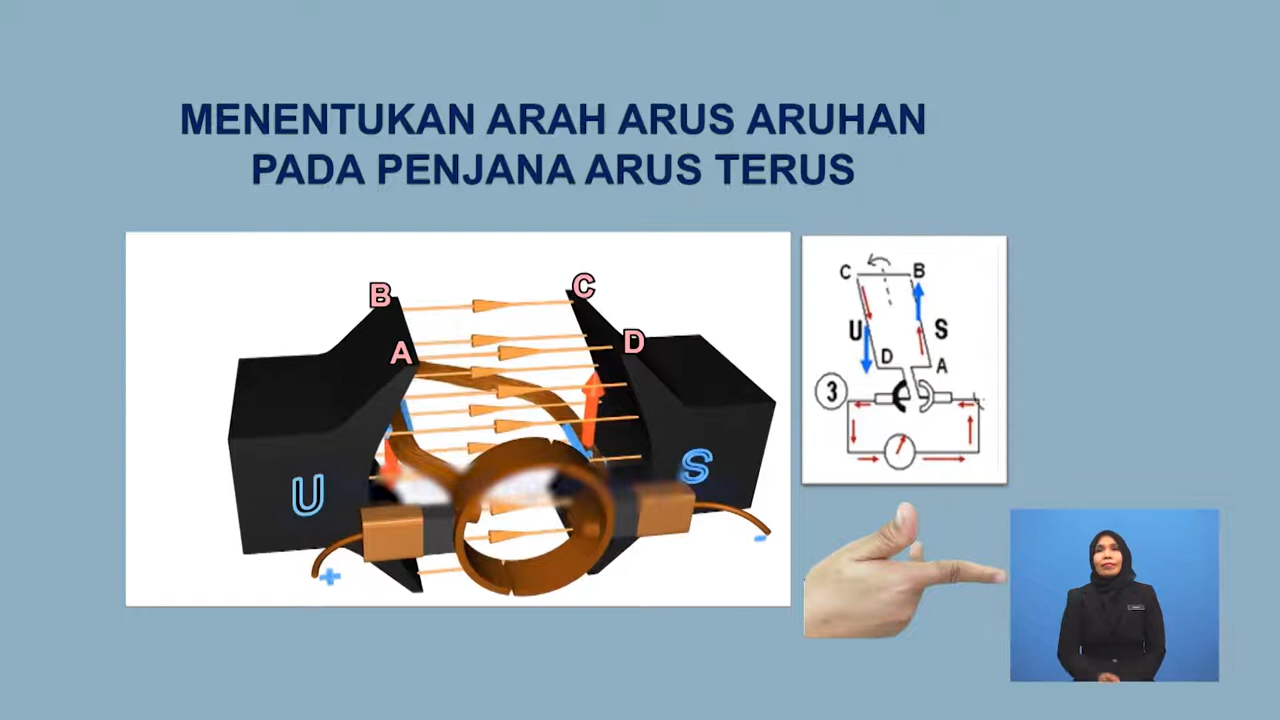 MENENTUKAN ARAH ARUS ARUHAN
PADA PENJANA ARUS TERUS
B
C
A
D
U
S
+
-
C
B
U
S
D
A
3